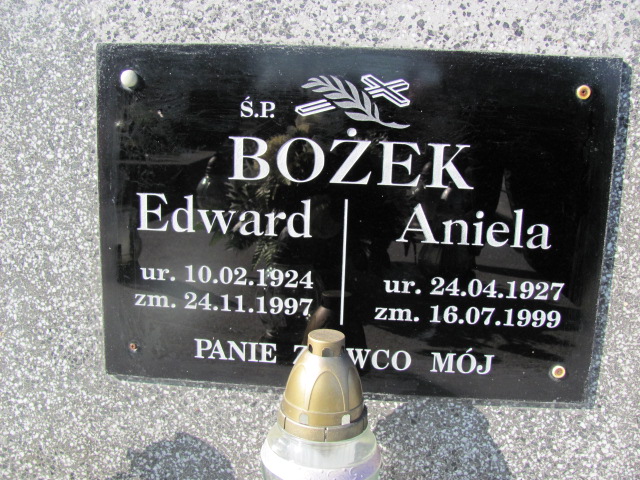 Ś.P.
BOŻEK
Edward
ur. 10.02.1924
zm. 24.11.1997
Aniela
ur. 24.04.1927
zm. 16.07.1999
PANIE MÓJ